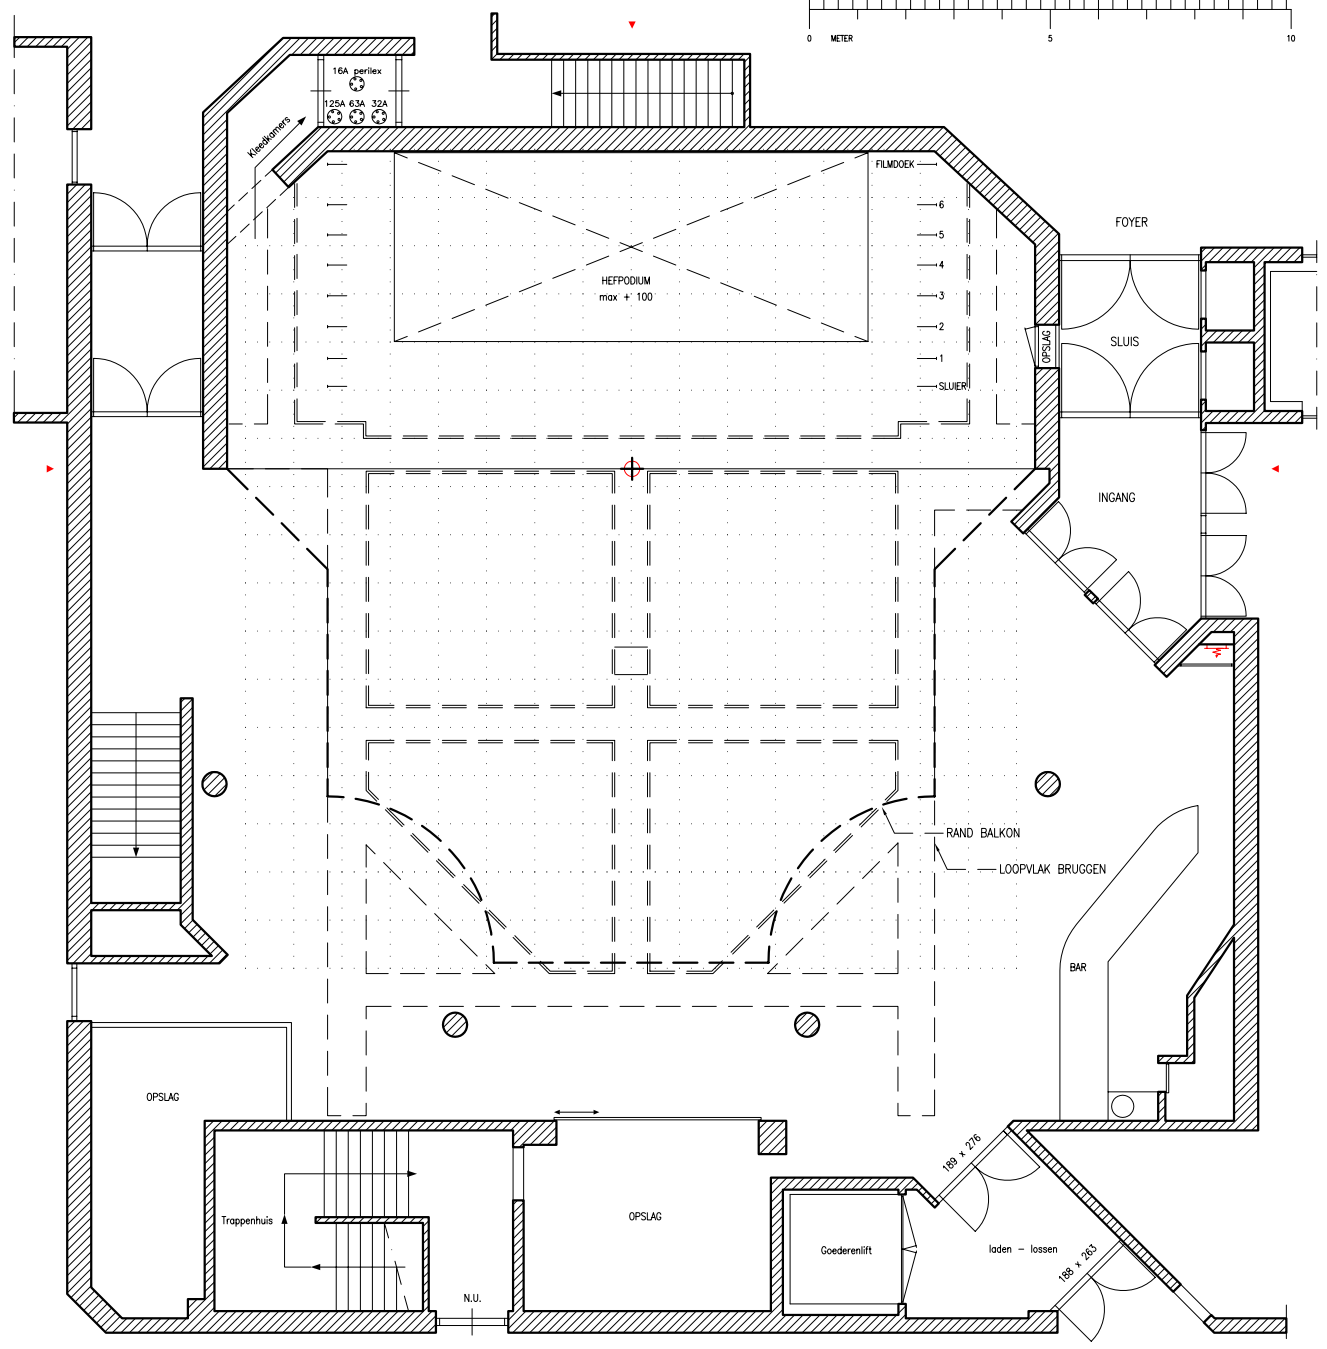 0 METER 5 10
16A perilex
125A 63A 32A
Kleedkamers
FILMDOEK
6
5
4
3
2
1
SLUIER
HEFPODIUM
max + 100
FOYER
OPSLAG
SLUIS
INGANG
RAND BALKON
LOOPVLAK BRUGGEN
BAR
OPSLAG
189 x 276
Trappenhuis
OPSLAG
Goederenlift
laden - lossen
188 x 263
N.U.